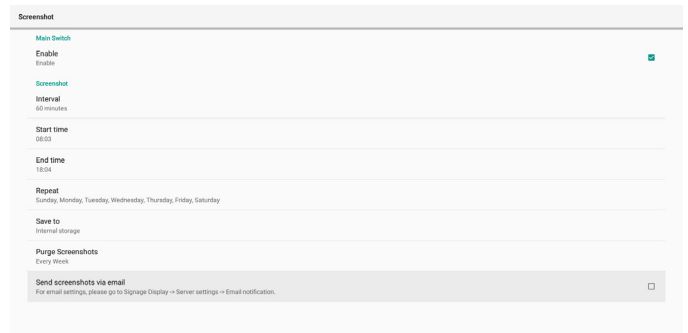 Screenshot
Main Switch
Enable
Enable
Screenshot
Interval
60 minutes
Start time
08:03
End time
18:04
Repeat
Sunday, Monday, Tuesday, Wednesday, Thursday, Friday, Saturday
Save to
Internal storage
Purge Screenshots
Every Week
Send screenshots via email
For email settings, please go to Signage Display -> Server settings -> Email notification.